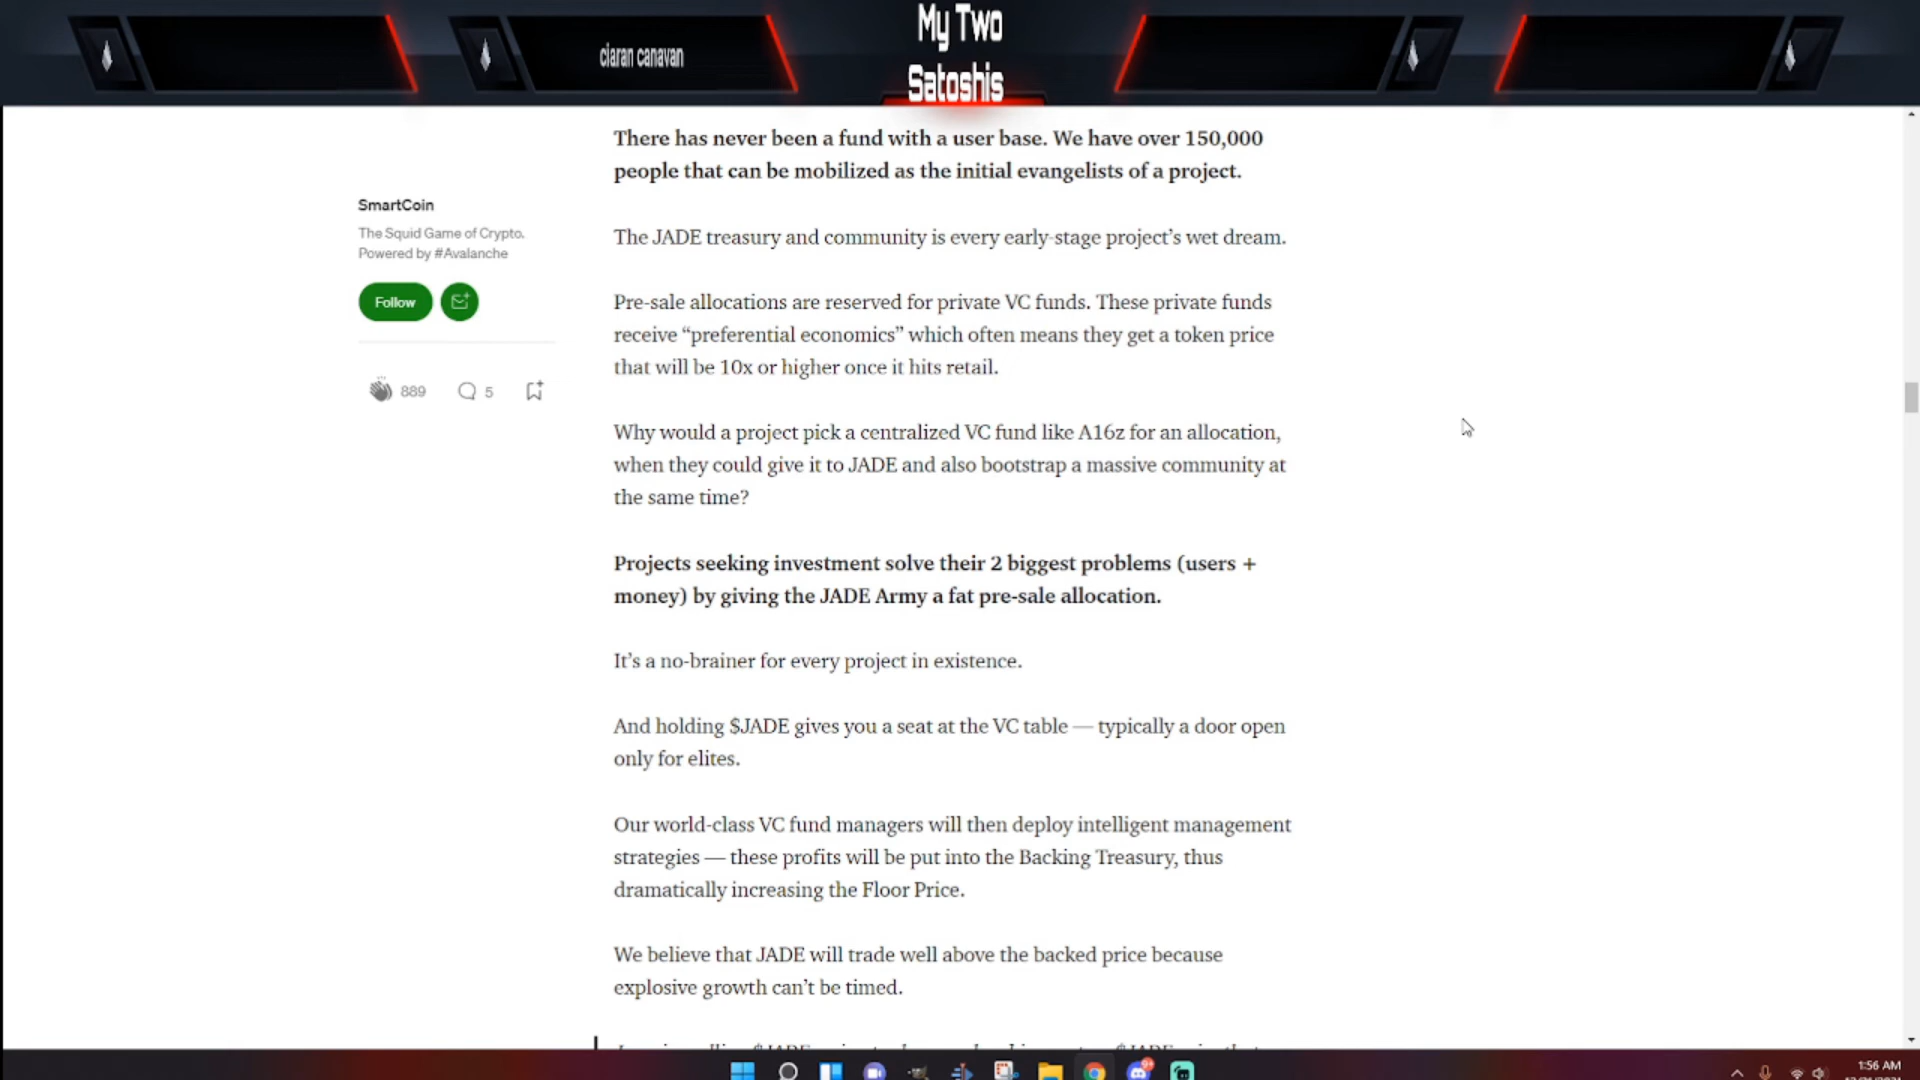 My Two
Satoshis
ciaran canavan
SmartCoin
The Squid Game of Crypto.
Powered by #Avalanche
Follow
889
5
There has never been a fund with a user base. We have over 150,000
people that can be mobilized as the initial evangelists of a project.
The JADE treasury and community is every early-stage project’s wet dream.
Pre-sale allocations are reserved for private VC funds. These private funds
receive “preferential economics” which often means they get a token price
that will be 10x or higher once it hits retail.
Why would a project pick a centralized VC fund like A16z for an allocation,
when they could give it to JADE and also bootstrap a massive community at
the same time?
Projects seeking investment solve their 2 biggest problems (users +
money) by giving the JADE Army a fat pre-sale allocation.
It’s a no-brainer for every project in existence.
And holding $JADE gives you a seat at the VC table — typically a door open
only for elites.
Our world-class VC fund managers will then deploy intelligent management
strategies — these profits will be put into the Backing Treasury, thus
dramatically increasing the Floor Price.
We believe that JADE will trade well above the backed price because
explosive growth can’t be timed.
1:56 AM